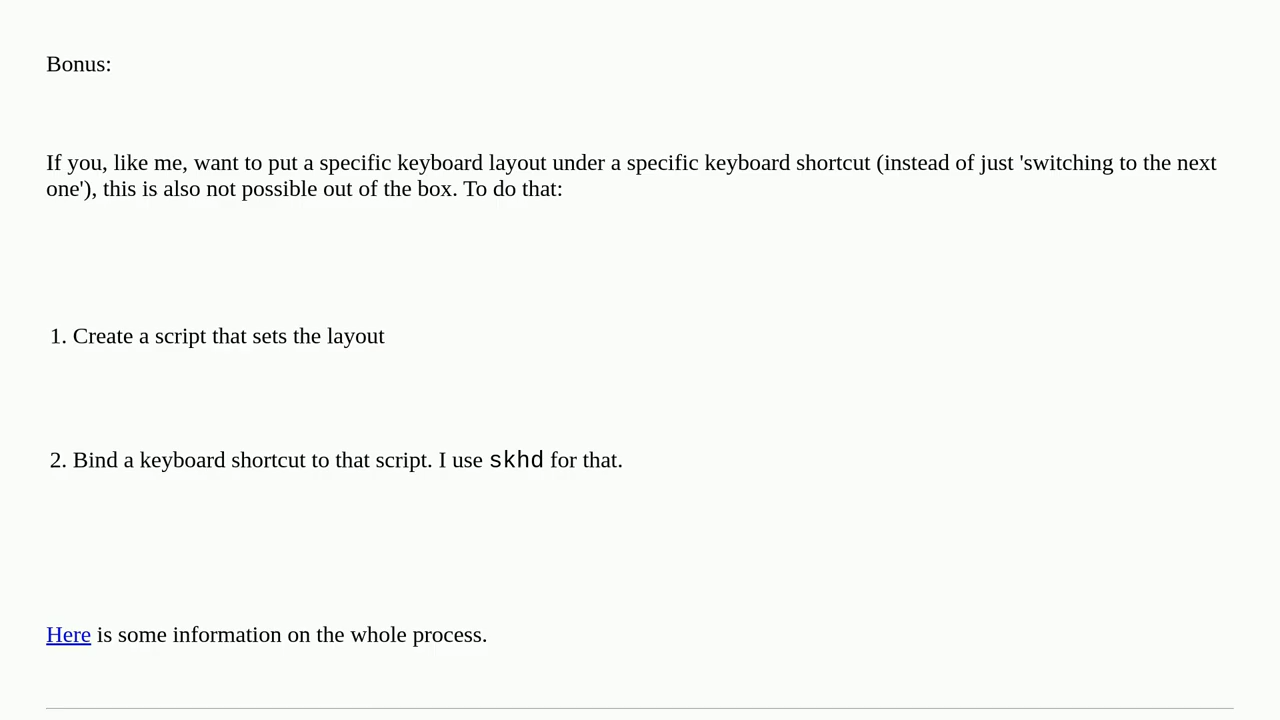 Bonus:
If you, like me, want to put a specific keyboard layout under a specific keyboard shortcut (instead of just 'switching to the next
one'), this is also not possible out of the box. To do that:
1. Create a script that sets the layout
2. Bind a keyboard shortcut to that script. I use skhd for that.
Here is some information on the whole process.